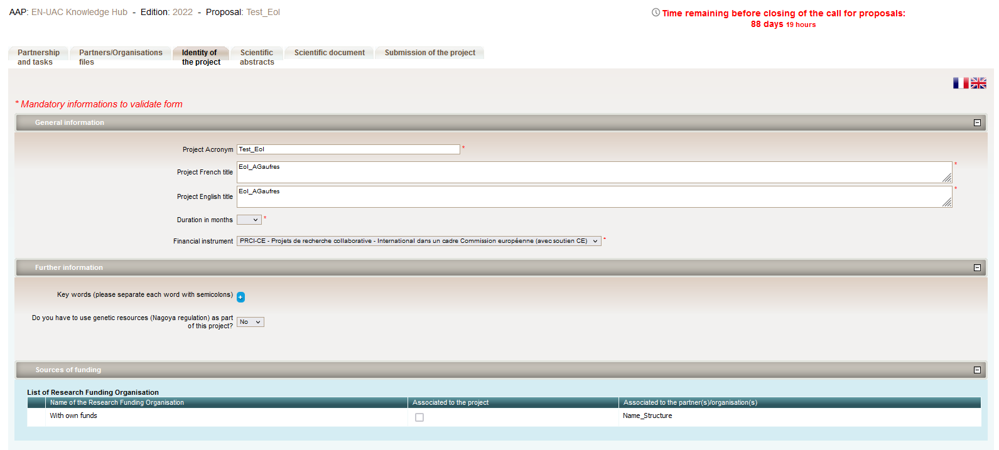 AAP: EN-UAC Knowledge Hub - Edition: 2022 - Proposal: Test_EoI
Time remaining before closing of the call for proposals:
88 days 19 hours
Partnership and tasks
Partners/Organisations files
Identity of the project
Scientific abstracts
Scientific document
Submission of the project
* Mandatory informations to validate form
General information
Project Acronym Test_EoI *
Project French title EoI_AGaufres *
Project English title EoI_AGaufres *
Duration in months *
Financial instrument PRCI-CE - Projets de recherche collaborative - International dans un cadre Commission européenne (avec soutien CE) *
Further information
Key words (please separate each word with semicolons) +
Do you have to use genetic resources (Nagoya regulation) as part
of this project? No
Sources of funding
List of Research Funding Organisation
Name of the Research Funding Organisation Associated to the project Associated to the partner(s)/organisation(s)
With own funds Name_Structure